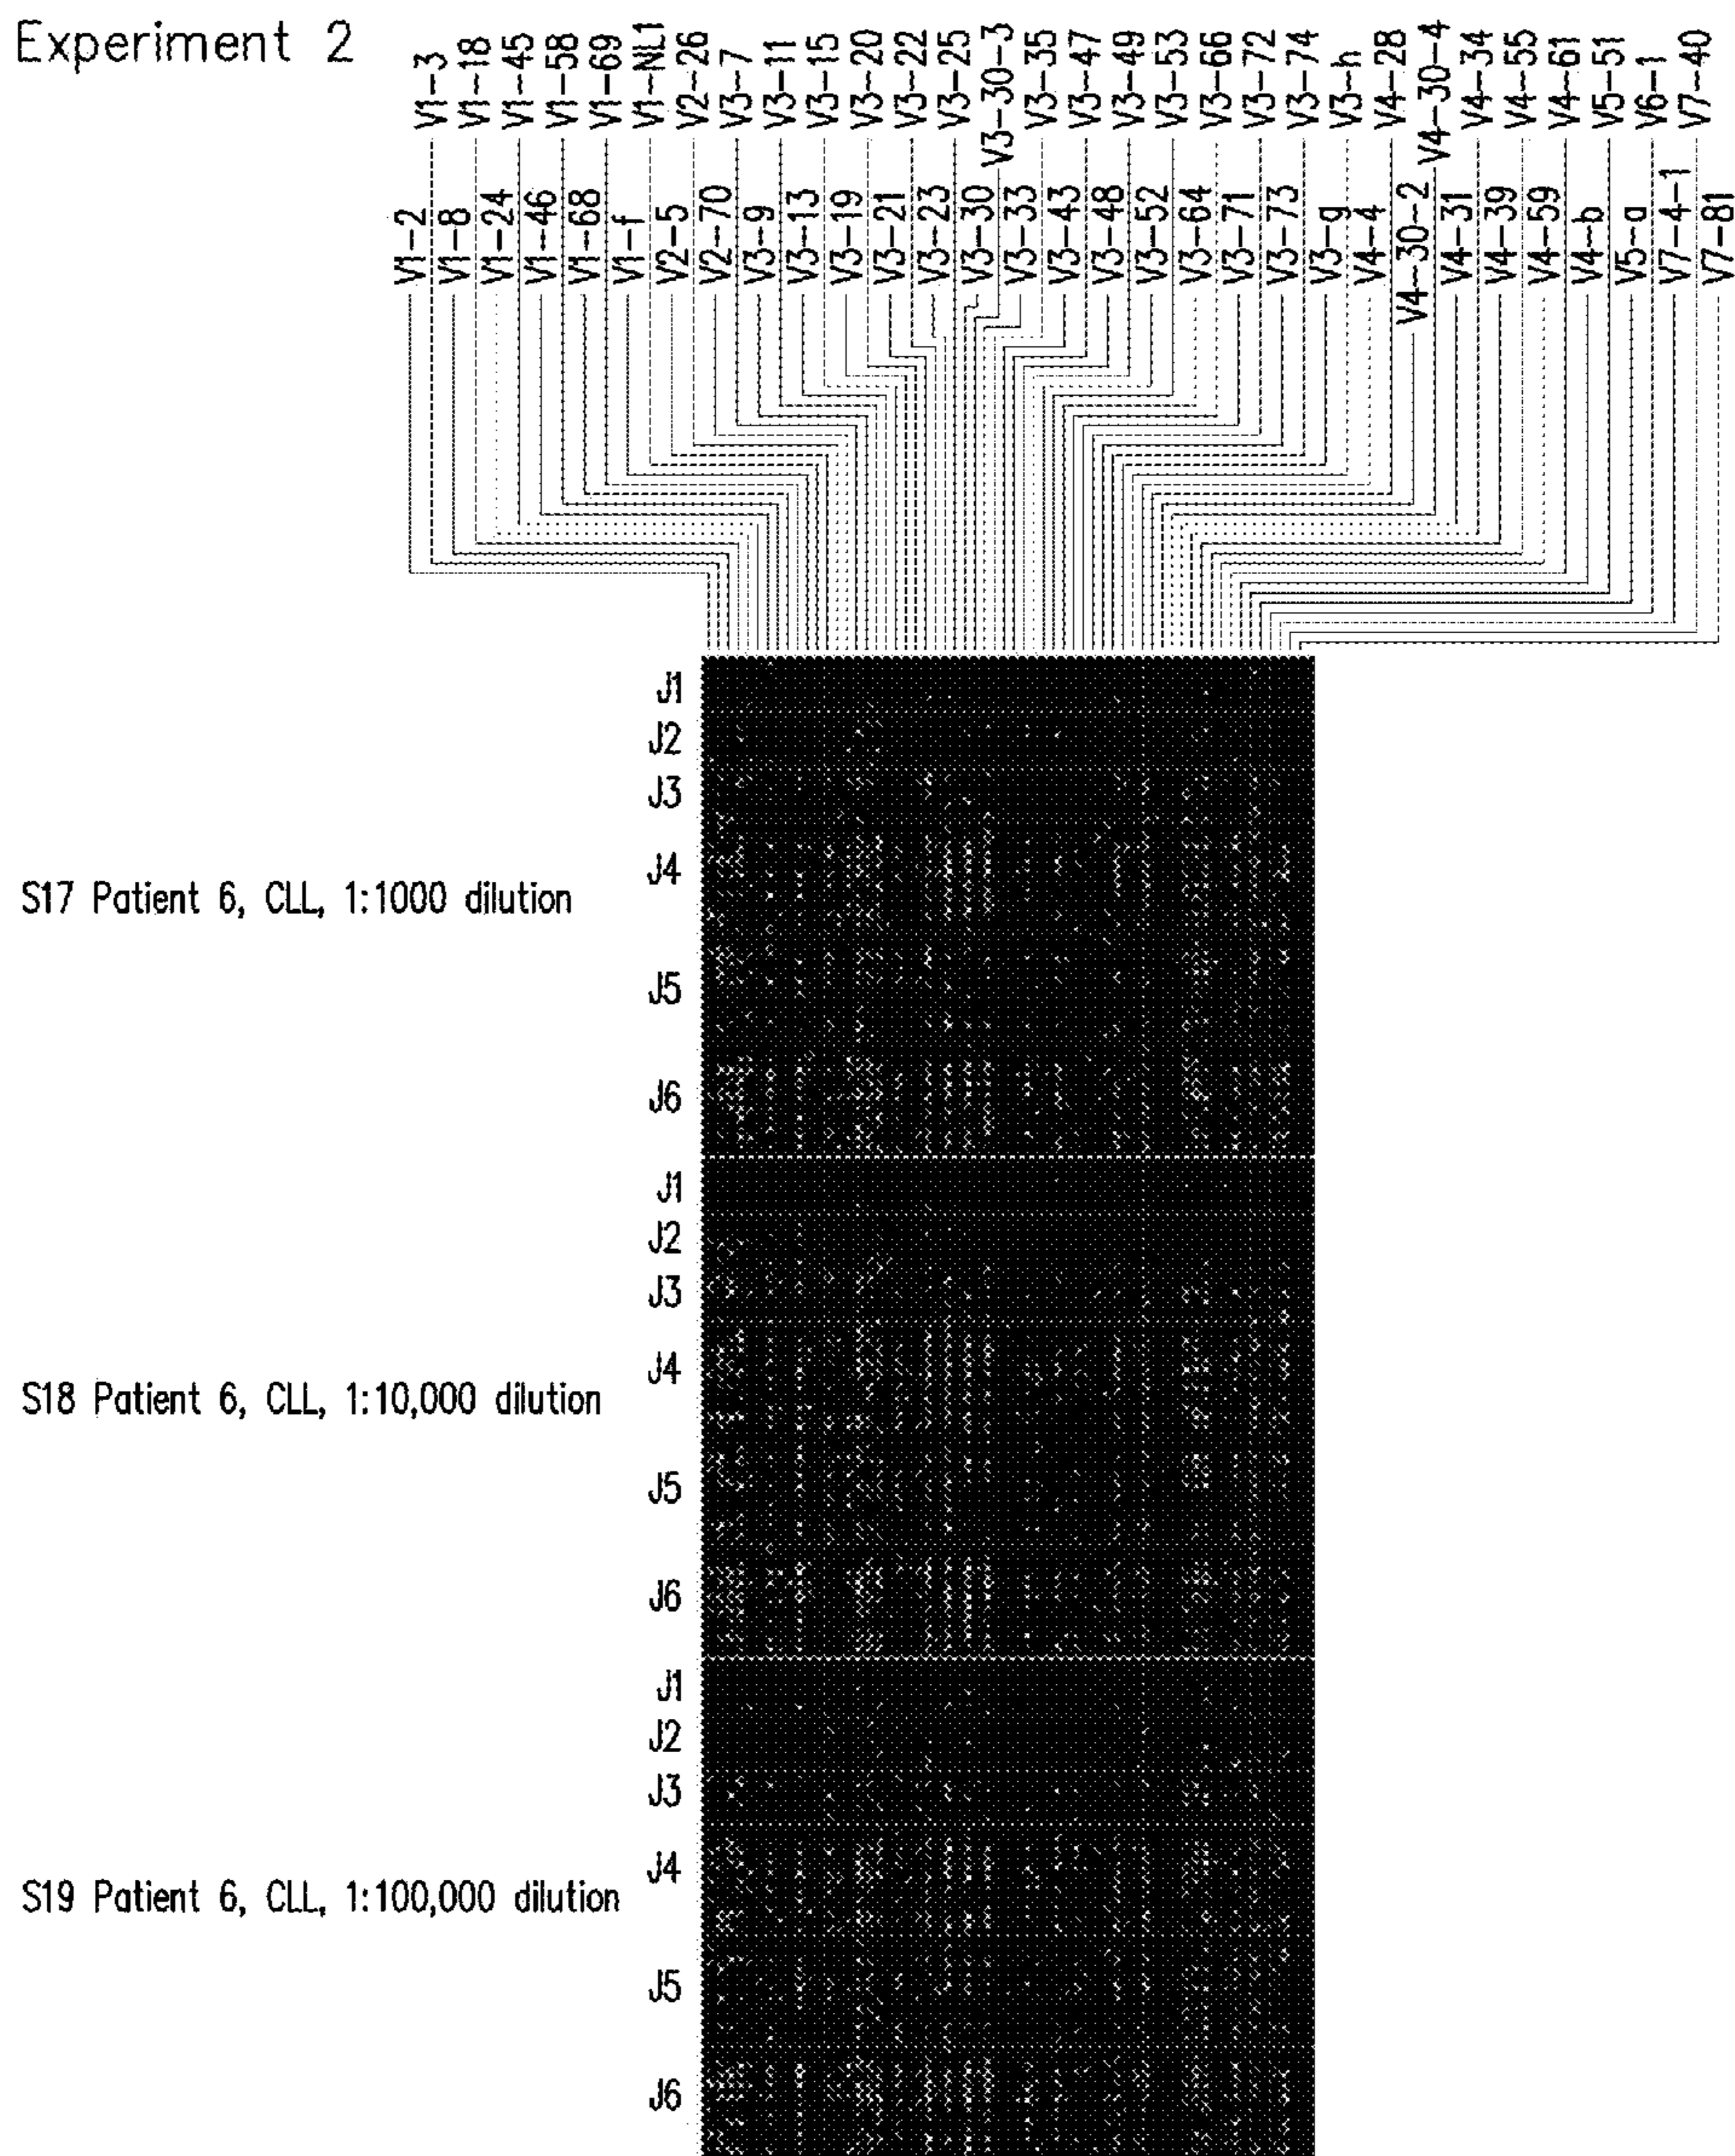 Experiment 2
V1-3
V1-18
V1-45
V1-58
V1-69
V1-NL1
V2-26
V3-7
V3-11
V3-15
V3-20
V3-22
V3-25
V3-30-3
V3-35
V3-47
V3-49
V3-53
V3-66
V3-72
V3-74
V3-h
V4-28
V4-30-4
V4-34
V4-55
V4-61
V5-51
V6-1
V7-40
V1-2
V1-8
V1-24
V1-46
V1-68
V1-f
V2-5
V2-70
V3-9
V3-13
V3-19
V3-21
V3-23
V3-30
V3-33
V3-43
V3-48
V3-52
V3-64
V3-71
V3-73
V3-g
V4-4
V4-30-2
V4-31
V4-39
V4-59
V4-b
V5-a
V7-4-1
V7-81
J1
J2
J3
J4
S17 Patient 6, CLL, 1:1000 dilution
J5
J6
J1
J2
J3
J4
S18 Patient 6, CLL, 1:10,000 dilution
J5
J6
J1
J2
J3
J4
S19 Patient 6, CLL, 1:100,000 dilution
J5
J6